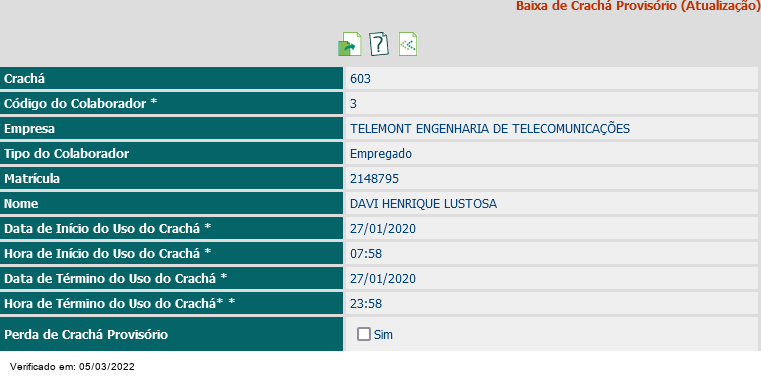 Baixa de Crachá Provisório (Atualização)
Crachá 603
Código do Colaborador * 3
Empresa TELEMONT ENGENHARIA DE TELECOMUNICAÇÕES
Tipo do Colaborador Empregado
Matrícula 2148795
Nome DAVI HENRIQUE LUSTOSA
Data de Início do Uso do Crachá * 27/01/2020
Hora de Início do Uso do Crachá * 07:58
Data de Término do Uso do Crachá * 27/01/2020
Hora de Término do Uso do Crachá* * 23:58
Perda de Crachá Provisório Sim
Verificado em: 05/03/2022